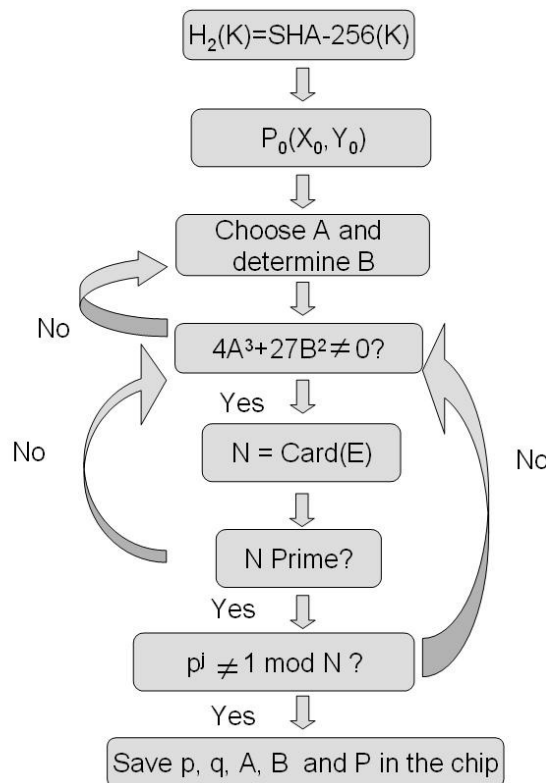 H₂(K)=SHA-256(K)
P₀(X₀,Y₀)
Choose A and
determine B
No
4A³+27B²≠0?
Yes
No
No
N = Card(E)
N Prime?
Yes
pʲ ≠ 1 mod N ?
Yes
Save p, q, A, B and P in the chip